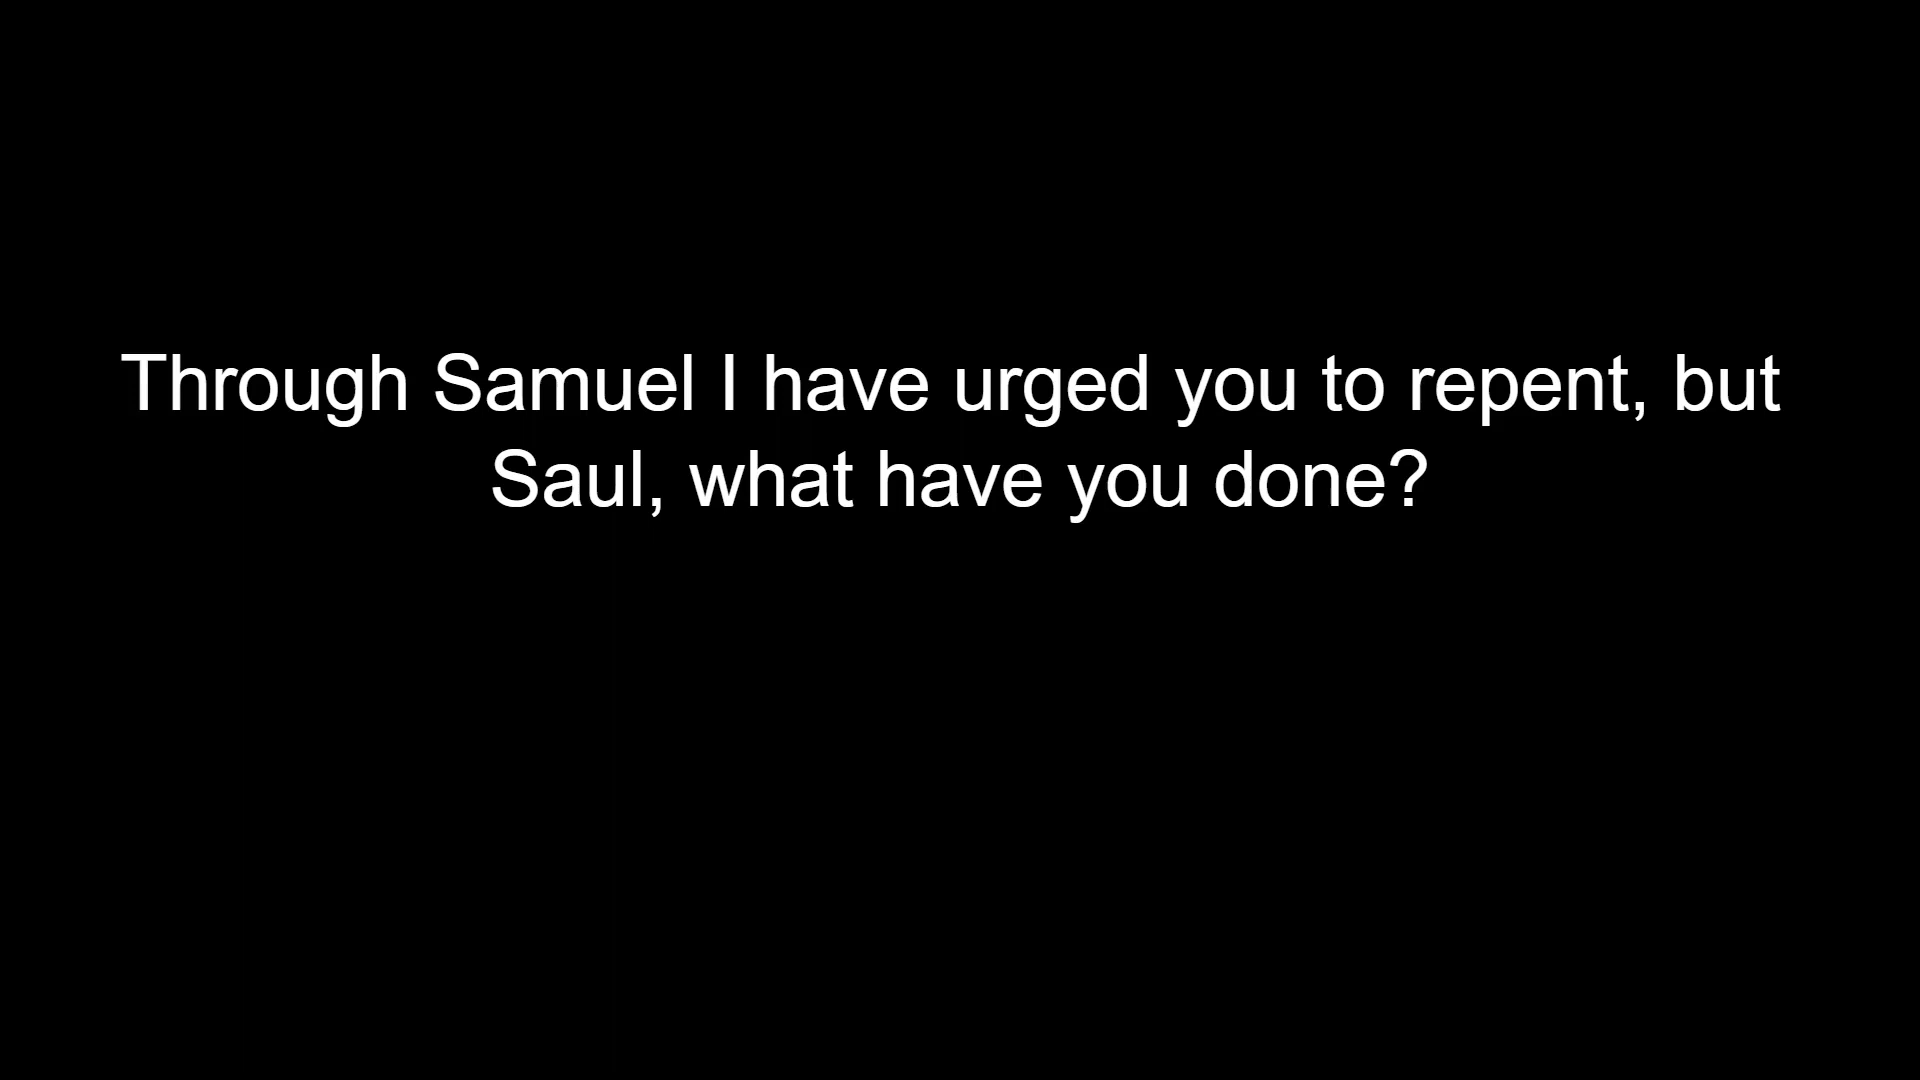 Through Samuel I have urged you to repent, but
Saul, what have you done?